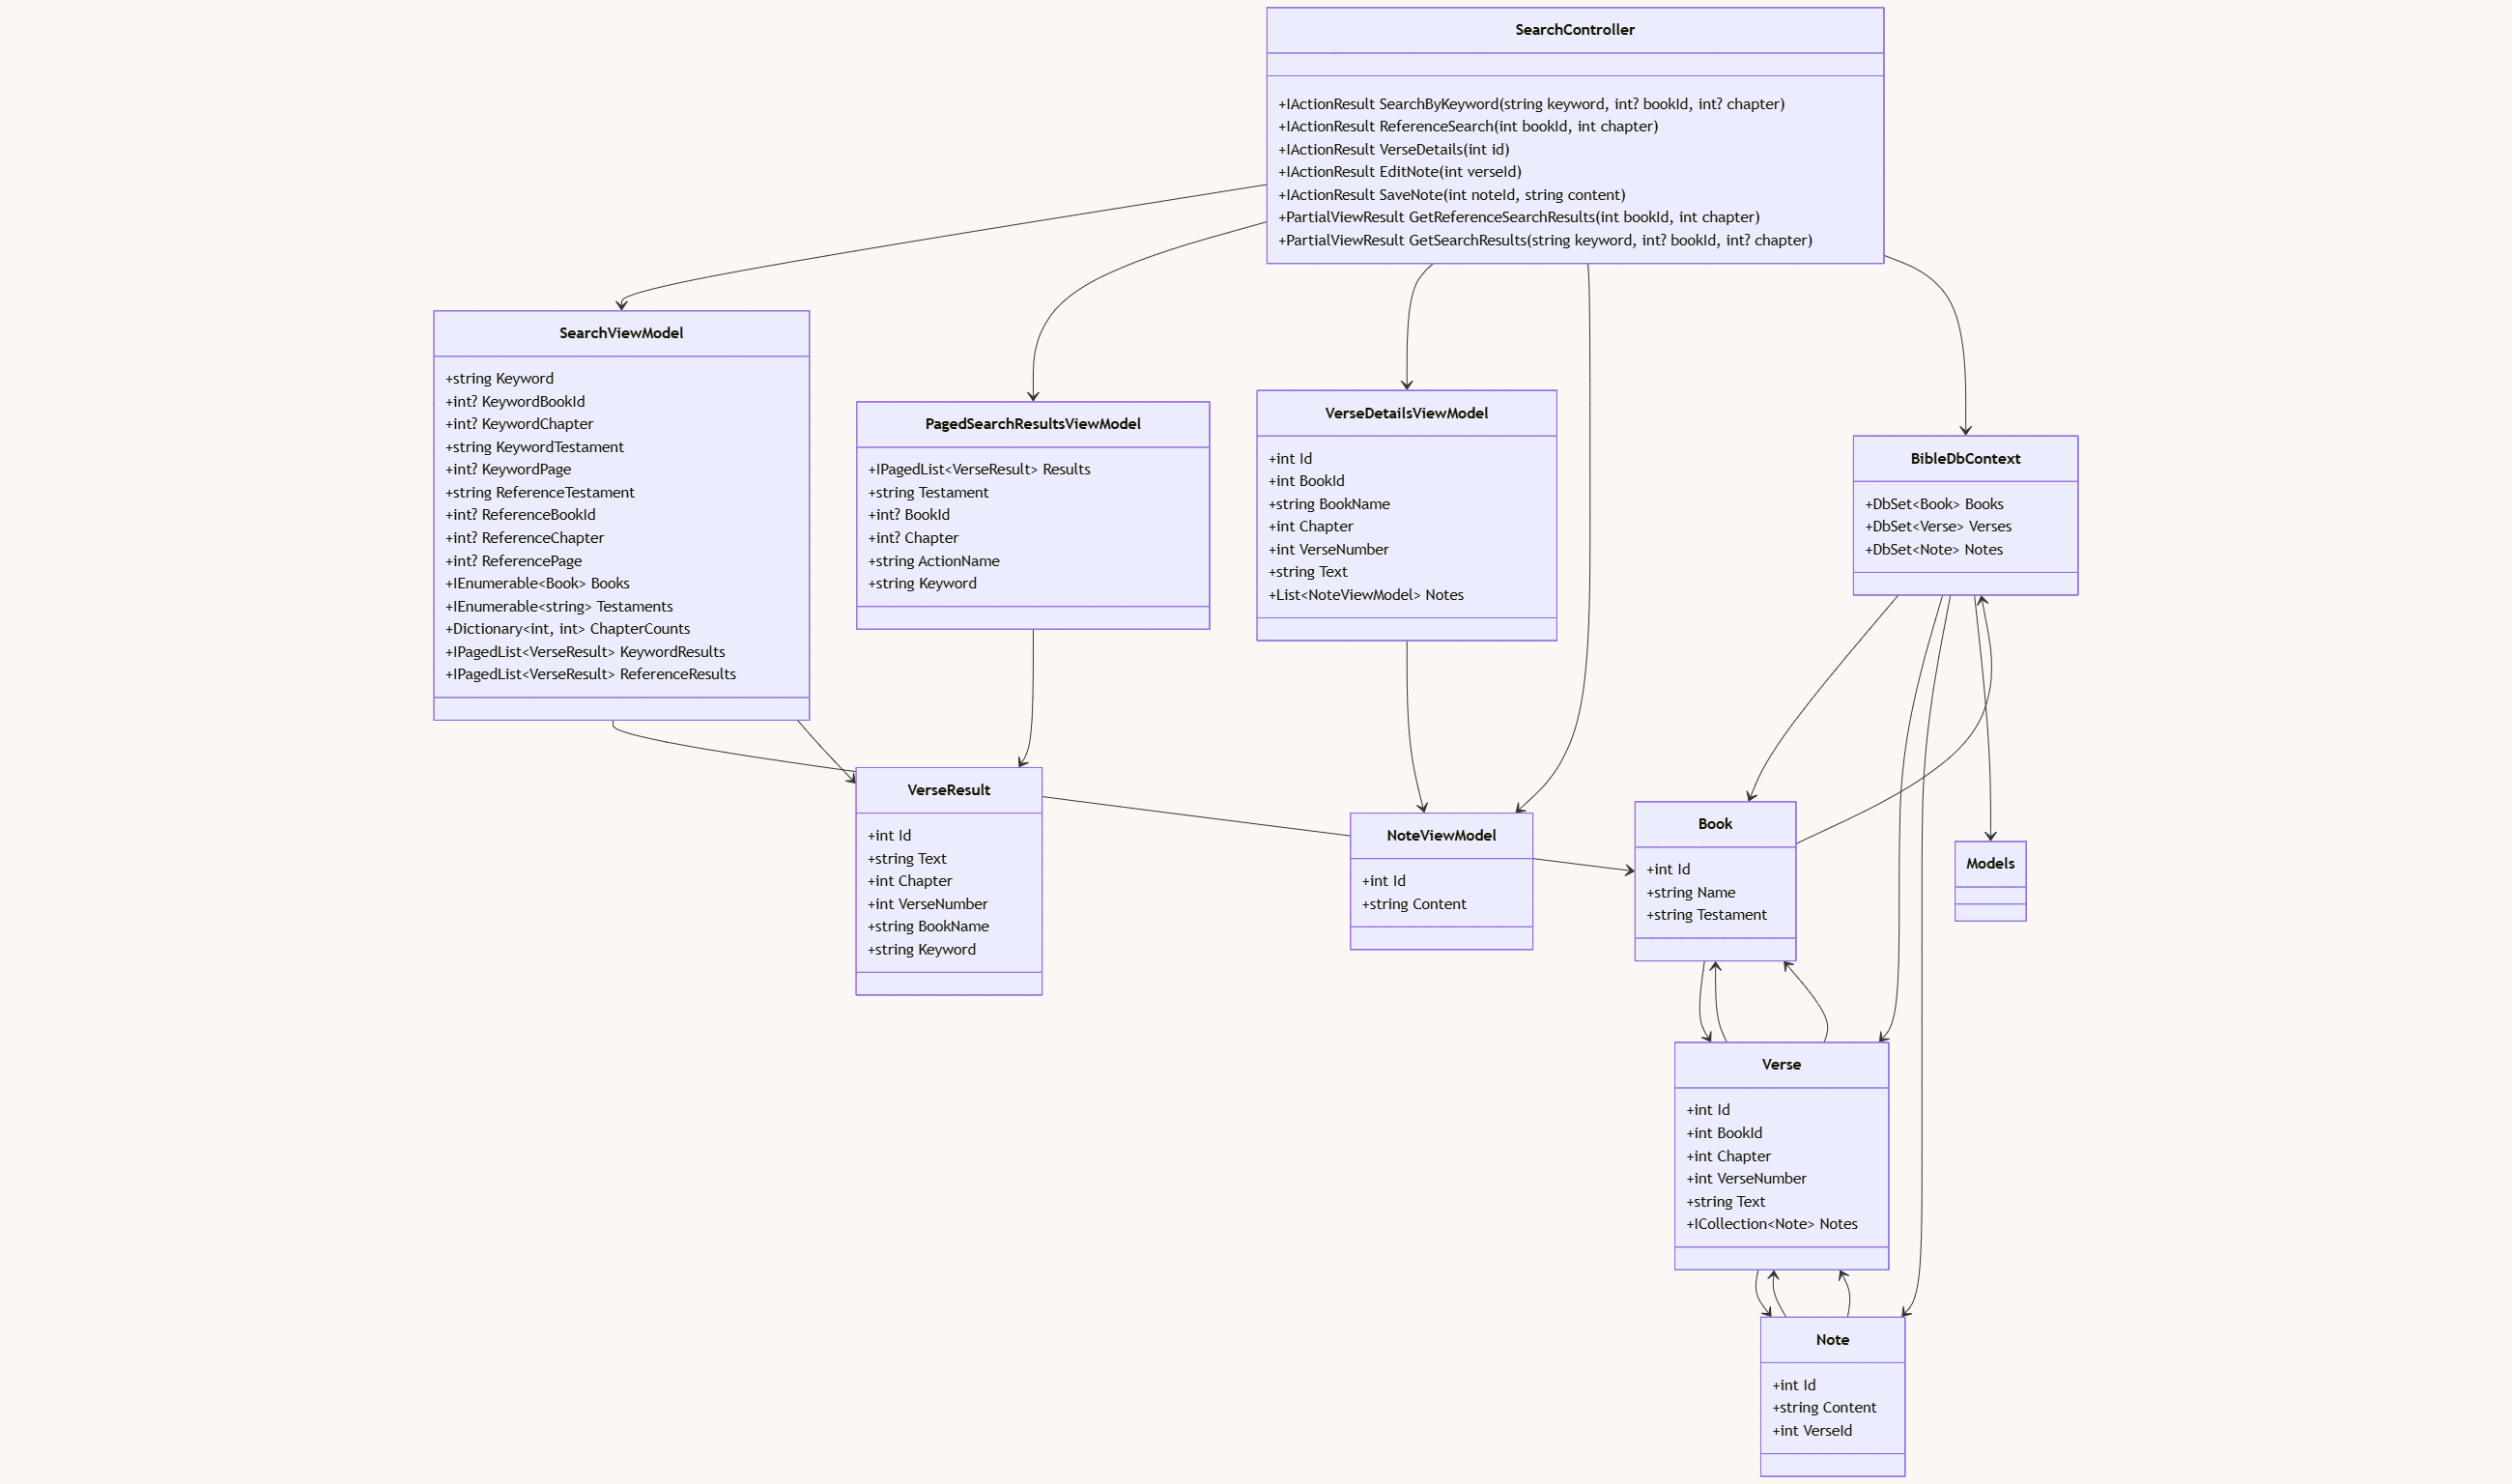 SearchController
+IActionResult SearchByKeyword(string keyword, int? bookId, int? chapter)
+IActionResult ReferenceSearch(int bookId, int chapter)
+IActionResult VerseDetails(int id)
+IActionResult EditNote(int verseId)
+IActionResult SaveNote(int noteId, string content)
+PartialViewResult GetReferenceSearchResults(int bookId, int chapter)
+PartialViewResult GetSearchResults(string keyword, int? bookId, int? chapter)
SearchViewModel
+string Keyword
+int? KeywordBookId
+int? KeywordChapter
+string KeywordTestament
+int? KeywordPage
+string ReferenceTestament
+int? ReferenceBookId
+int? ReferenceChapter
+int? ReferencePage
+IEnumerable<Book> Books
+IEnumerable<string> Testaments
+Dictionary<int, int> ChapterCounts
+IPagedList<VerseResult> KeywordResults
+IPagedList<VerseResult> ReferenceResults
PagedSearchResultsViewModel
+IPagedList<VerseResult> Results
+string Testament
+int? BookId
+int? Chapter
+string ActionName
+string Keyword
VerseDetailsViewModel
+int Id
+int BookId
+string BookName
+int Chapter
+int VerseNumber
+string Text
+List<NoteViewModel> Notes
BibleDbContext
+DbSet<Book> Books
+DbSet<Verse> Verses
+DbSet<Note> Notes
VerseResult
+int Id
+string Text
+int Chapter
+int VerseNumber
+string BookName
+string Keyword
NoteViewModel
+int Id
+string Content
Book
+int Id
+string Name
+string Testament
Models
Verse
+int Id
+int BookId
+int Chapter
+int VerseNumber
+string Text
+ICollection<Note> Notes
Note
+int Id
+string Content
+int VerseId